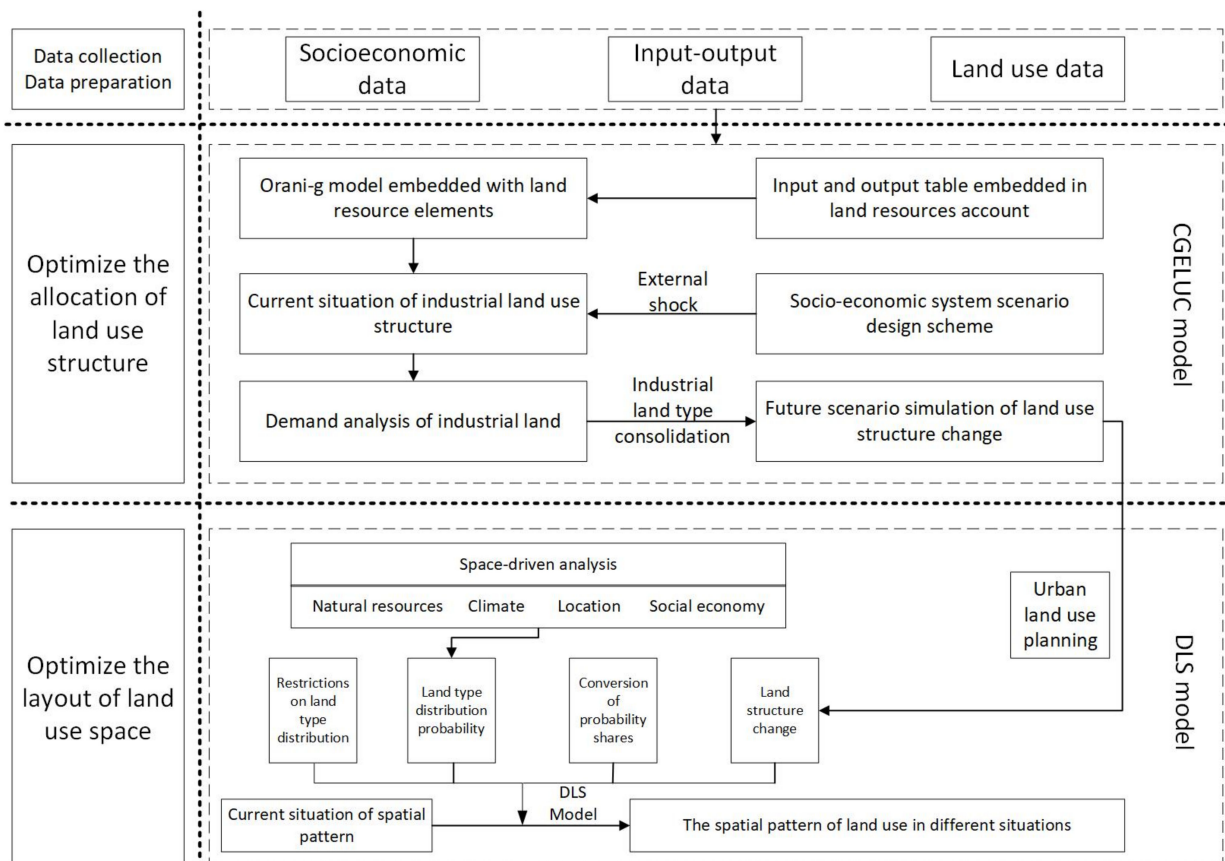 Data collection
Data preparation
Socioeconomic
data
Input-output
data
Land use data
Optimize the
allocation of
land use
structure
Orani-g model embedded with land
resource elements
Input and output table embedded in
land resources account
Current situation of industrial land use
structure
External
shock
Socio-economic system scenario
design scheme
Demand analysis of industrial land
Industrial
land type
consolidation
Future scenario simulation of land use
structure change
CGELUC model
Optimize the
layout of land
use space
Space-driven analysis
Natural resources Climate Location Social economy
Urban
land use
planning
Restrictions
on land
type
distribution
Land type
distribution
probability
Conversion
of
probability
shares
Land
structure
change
DLS
Model
Current situation of spatial
pattern
The spatial pattern of land use in different situations
DLS model